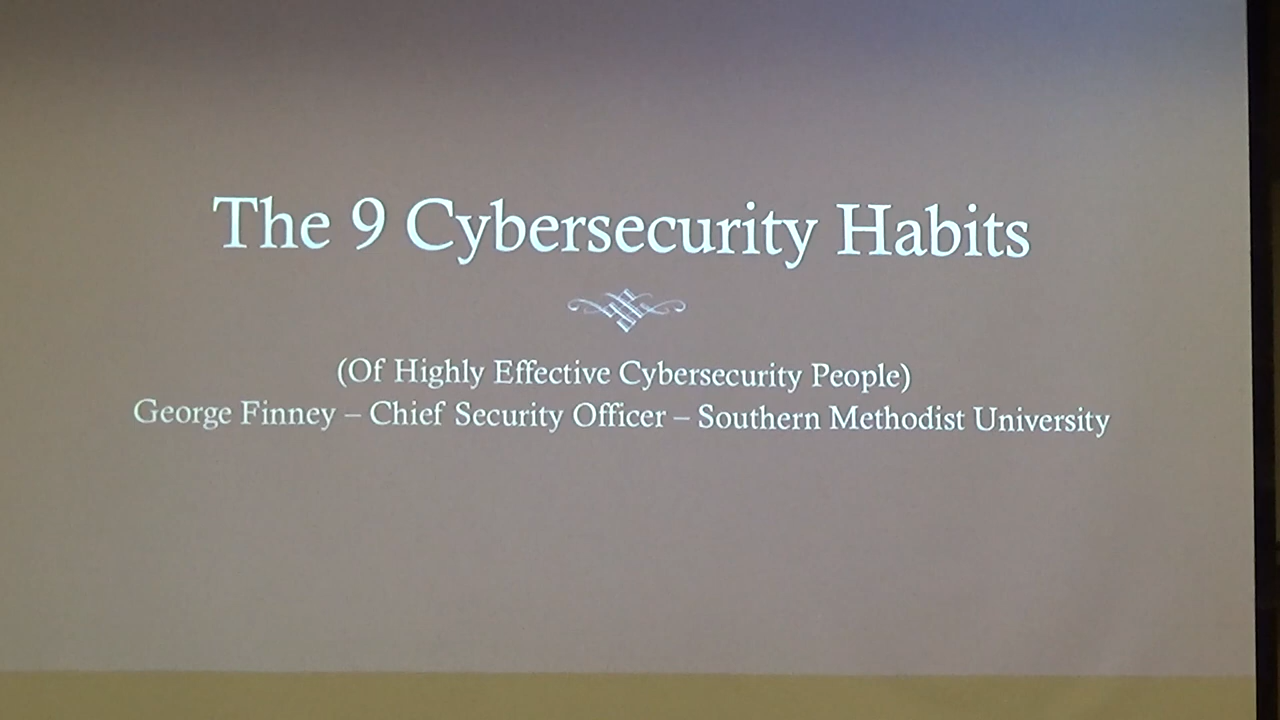 The 9 Cybersecurity Habits
(Of Highly Effective Cybersecurity People)
George Finney – Chief Security Officer – Southern Methodist University